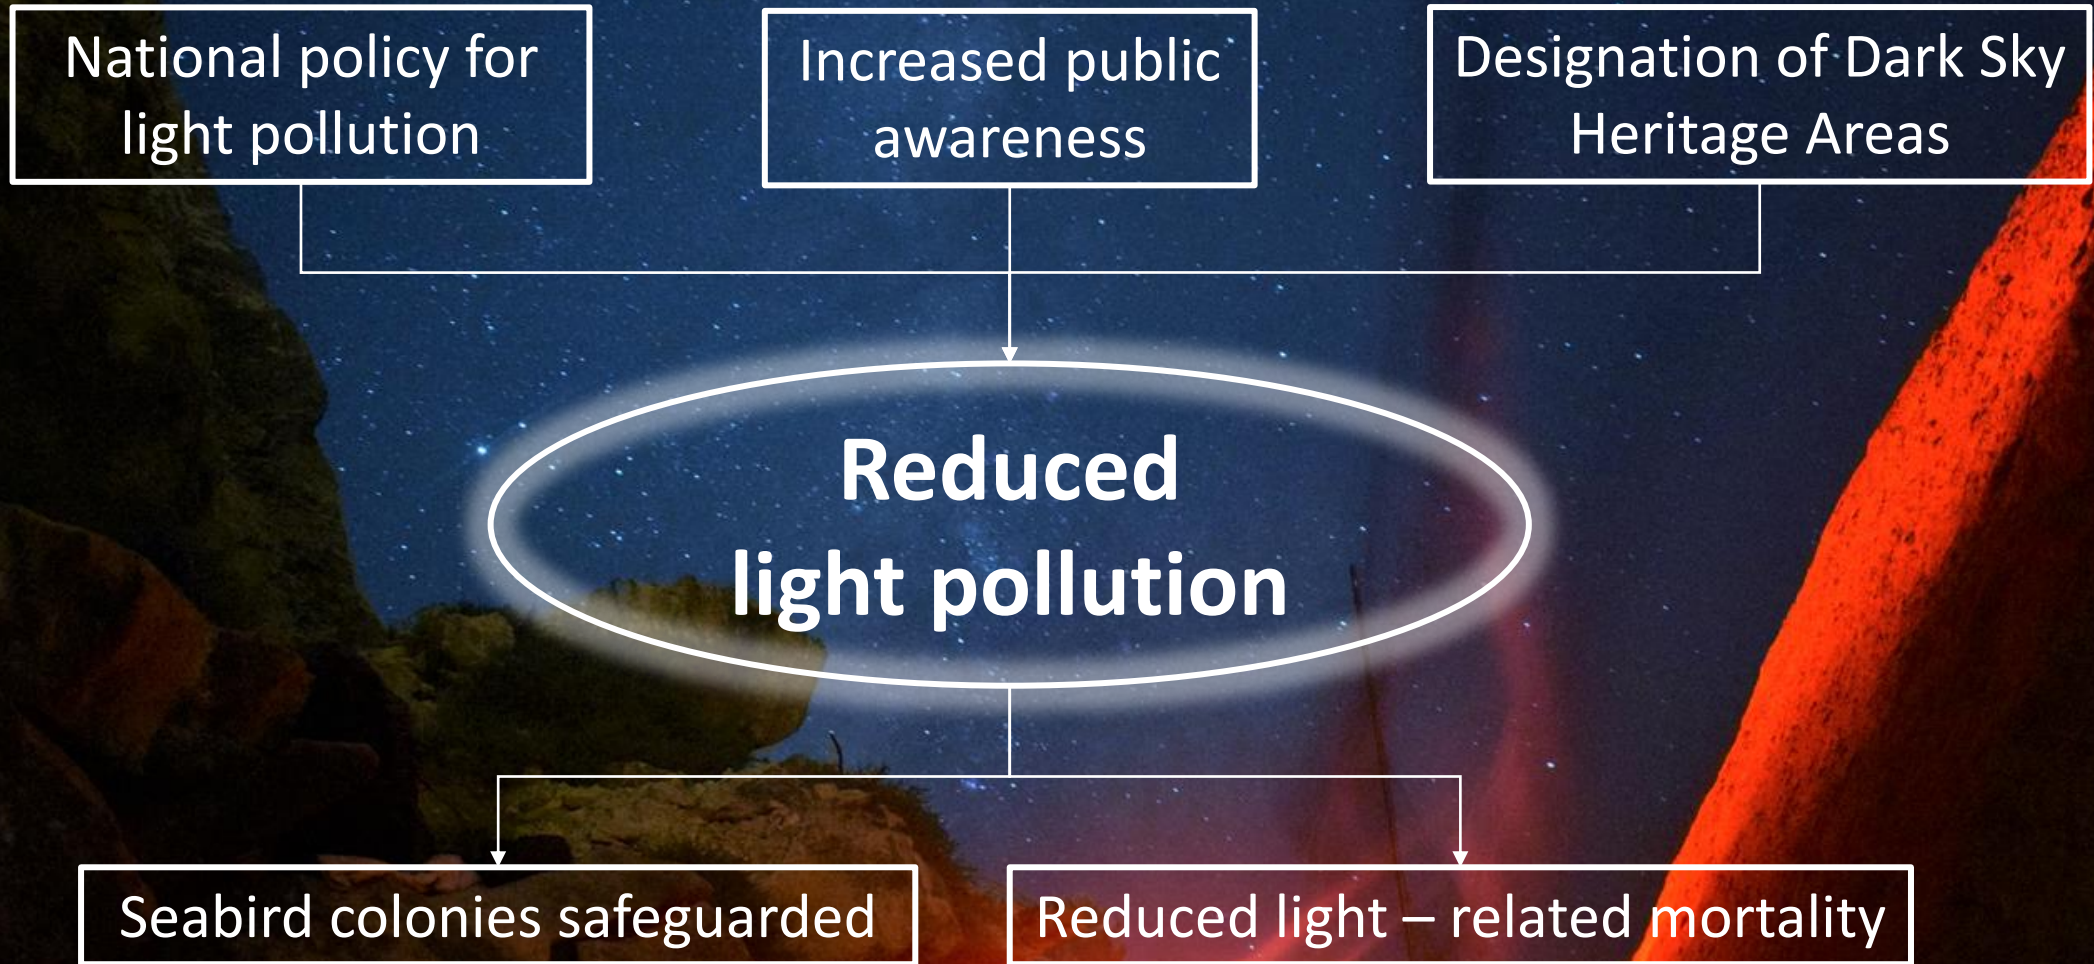 National policy for
light pollution
Increased public
awareness
Designation of Dark Sky
Heritage Areas
Reduced
light pollution
Seabird colonies safeguarded
Reduced light – related mortality